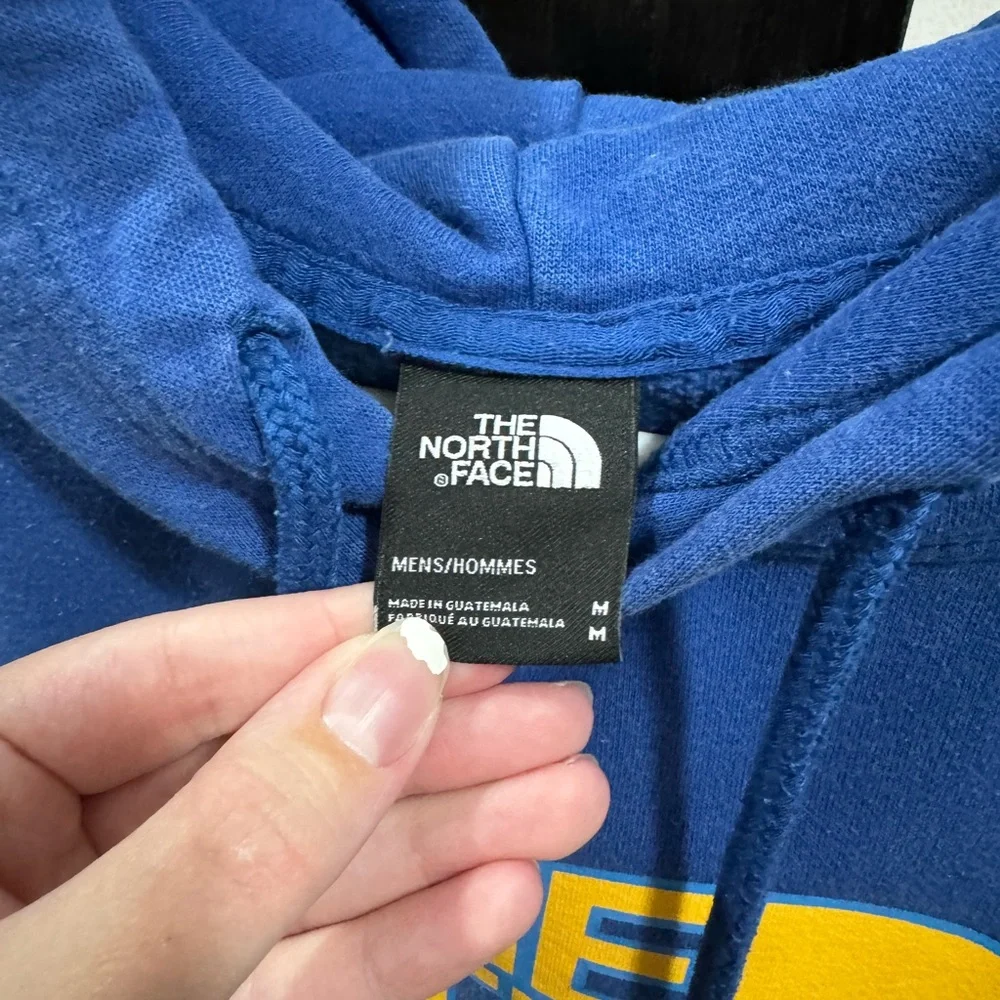 THE
NORTH
FACE
MENS/HOMMES
MADE IN GUATEMALA M
FABRIQUÉ AU GUATEMALA M
E